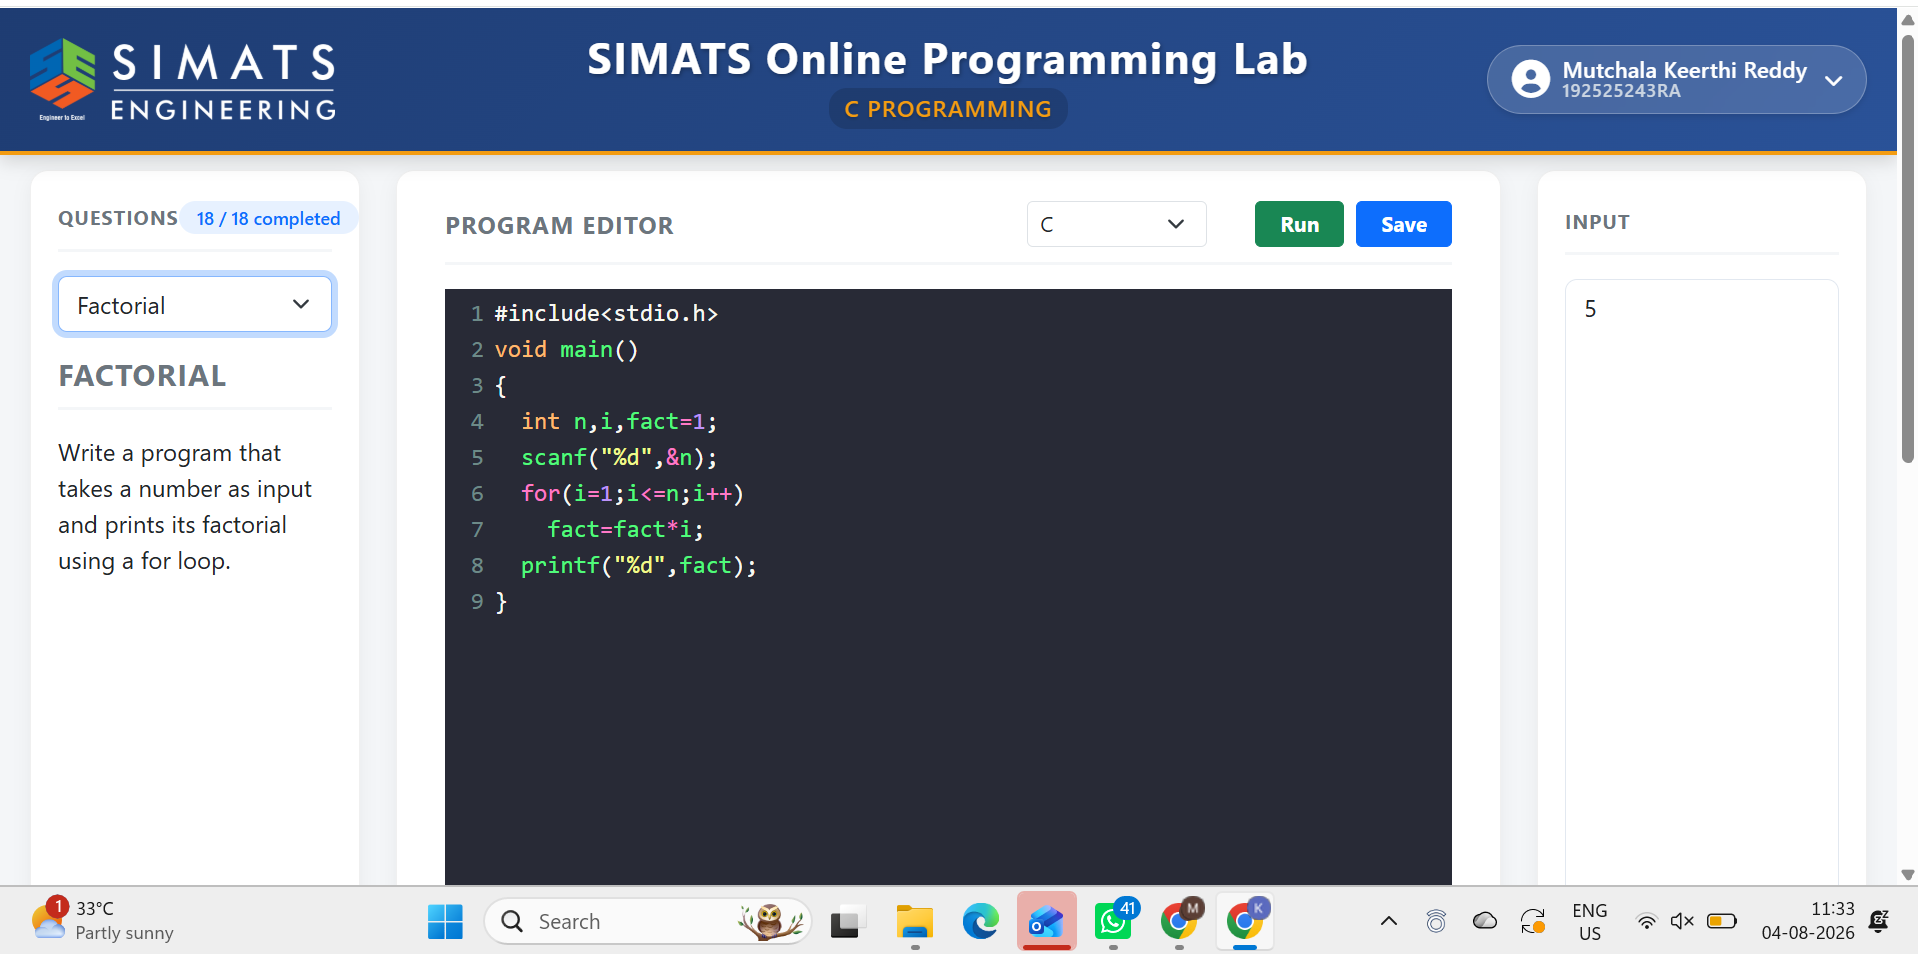 SIMATS
ENGINEERING
Engineer to Excel
SIMATS Online Programming Lab
C PROGRAMMING
Mutchala Keerthi Reddy
192525243RA
QUESTIONS
18 / 18 completed
Factorial
FACTORIAL
Write a program that
takes a number as input
and prints its factorial
using a for loop.
PROGRAM EDITOR
C
Run
Save
1 #include<stdio.h>
2 void main()
3 {
4   int n,i,fact=1;
5   scanf("%d",&n);
6   for(i=1;i<=n;i++)
7     fact=fact*i;
8   printf("%d",fact);
9 }
INPUT
5
1
33°C
Partly sunny
Search
41
M
K
ENG
US
11:33
04-08-2026